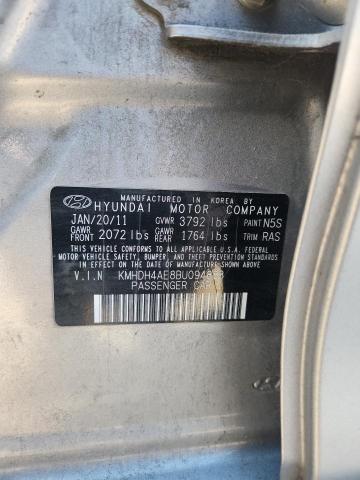 MANUFACTURED IN KOREA BY
HYUNDAI MOTOR COMPANY
JAN/20/11 GVWR 3792 lbs PAINT N5S
GAWR FRONT 2072 lbs GAWR REAR 1764 lbs TRIM RAS
THIS VEHICLE CONFORMS TO ALL APPLICABLE U.S.A. FEDERAL
MOTOR VEHICLE SAFETY, BUMPER, AND THEFT PREVENTION
STANDARDS IN EFFECT ON THE DATE OF MANUFACTURE SHOWN
ABOVE.
V.I.N
PASSENGER CAR